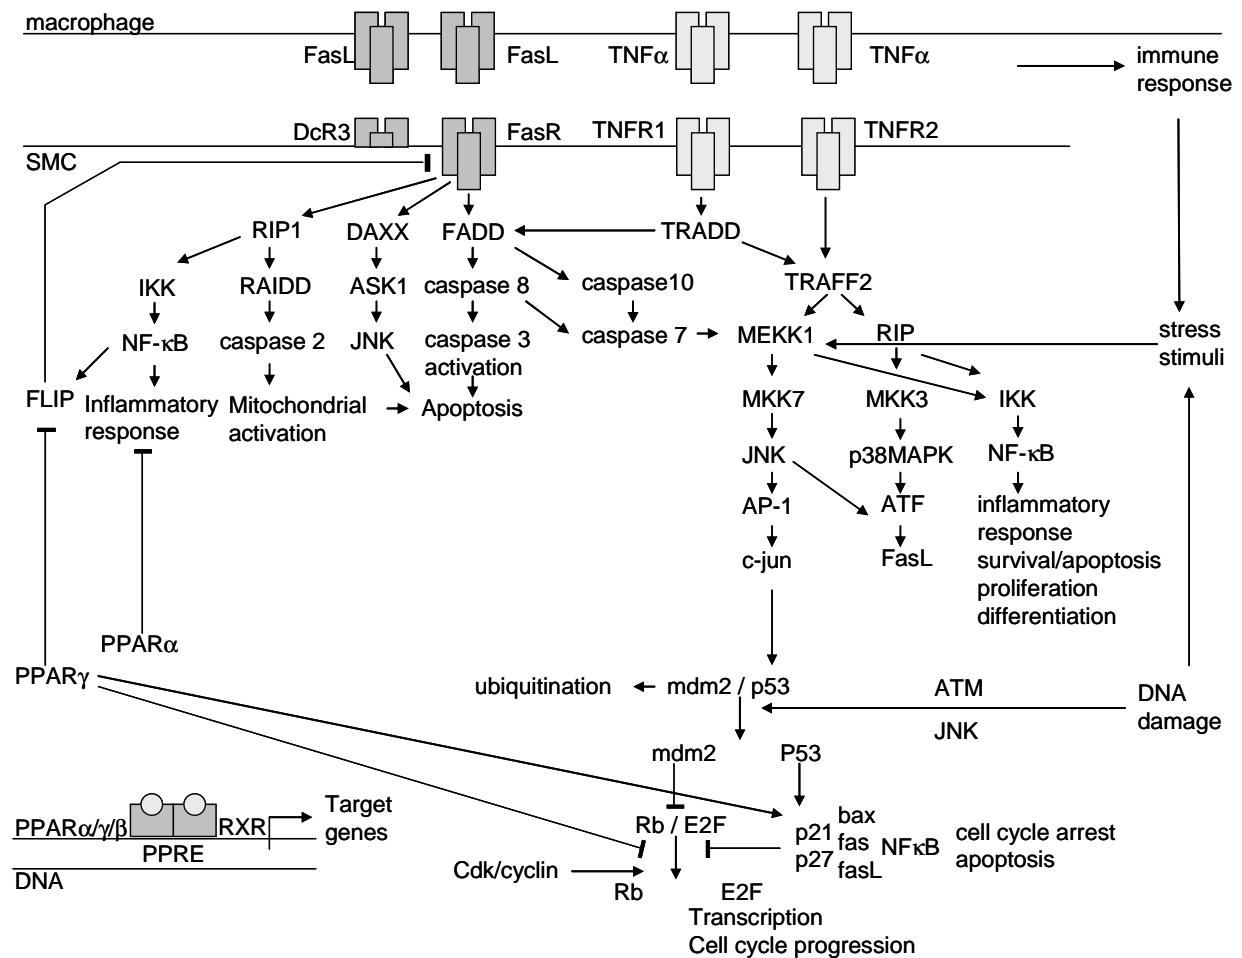 macrophage
FasL
FasL
TNFα
TNFα
immune
response
DcR3
FasR
TNFR1
TNFR2
SMC
RIP1
DAXX
FADD
TRADD
IKK
RAIDD
ASK1
caspase 8
caspase10
TRAFF2
NF-κB
caspase 2
JNK
caspase 3
activation
caspase 7
MEKK1
RIP
stress
stimuli
FLIP
Inflammatory
response
Mitochondrial
activation
Apoptosis
MKK7
MKK3
IKK
JNK
p38MAPK
NF-κB
AP-1
ATF
inflammatory
response
survival/apoptosis
proliferation
differentiation
c-jun
FasL
PPARα
PPARγ
ubiquitination
mdm2 / p53
ATM
JNK
DNA
damage
mdm2
P53
Target
genes
PPARα/γ/β
RXR
PPRE
DNA
Rb / E2F
p21
p27
bax
fas
fasL
NFκB
cell cycle arrest
apoptosis
Cdk/cyclin
Rb
E2F
Transcription
Cell cycle progression